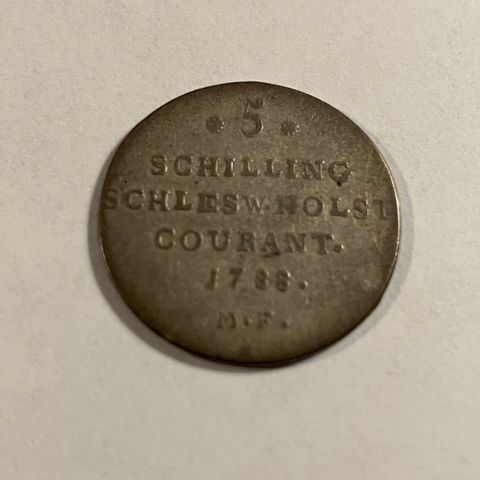 • 5 •
SCHILLING
SCHLESW·HOLST
COURANT.
1788.
M·F.